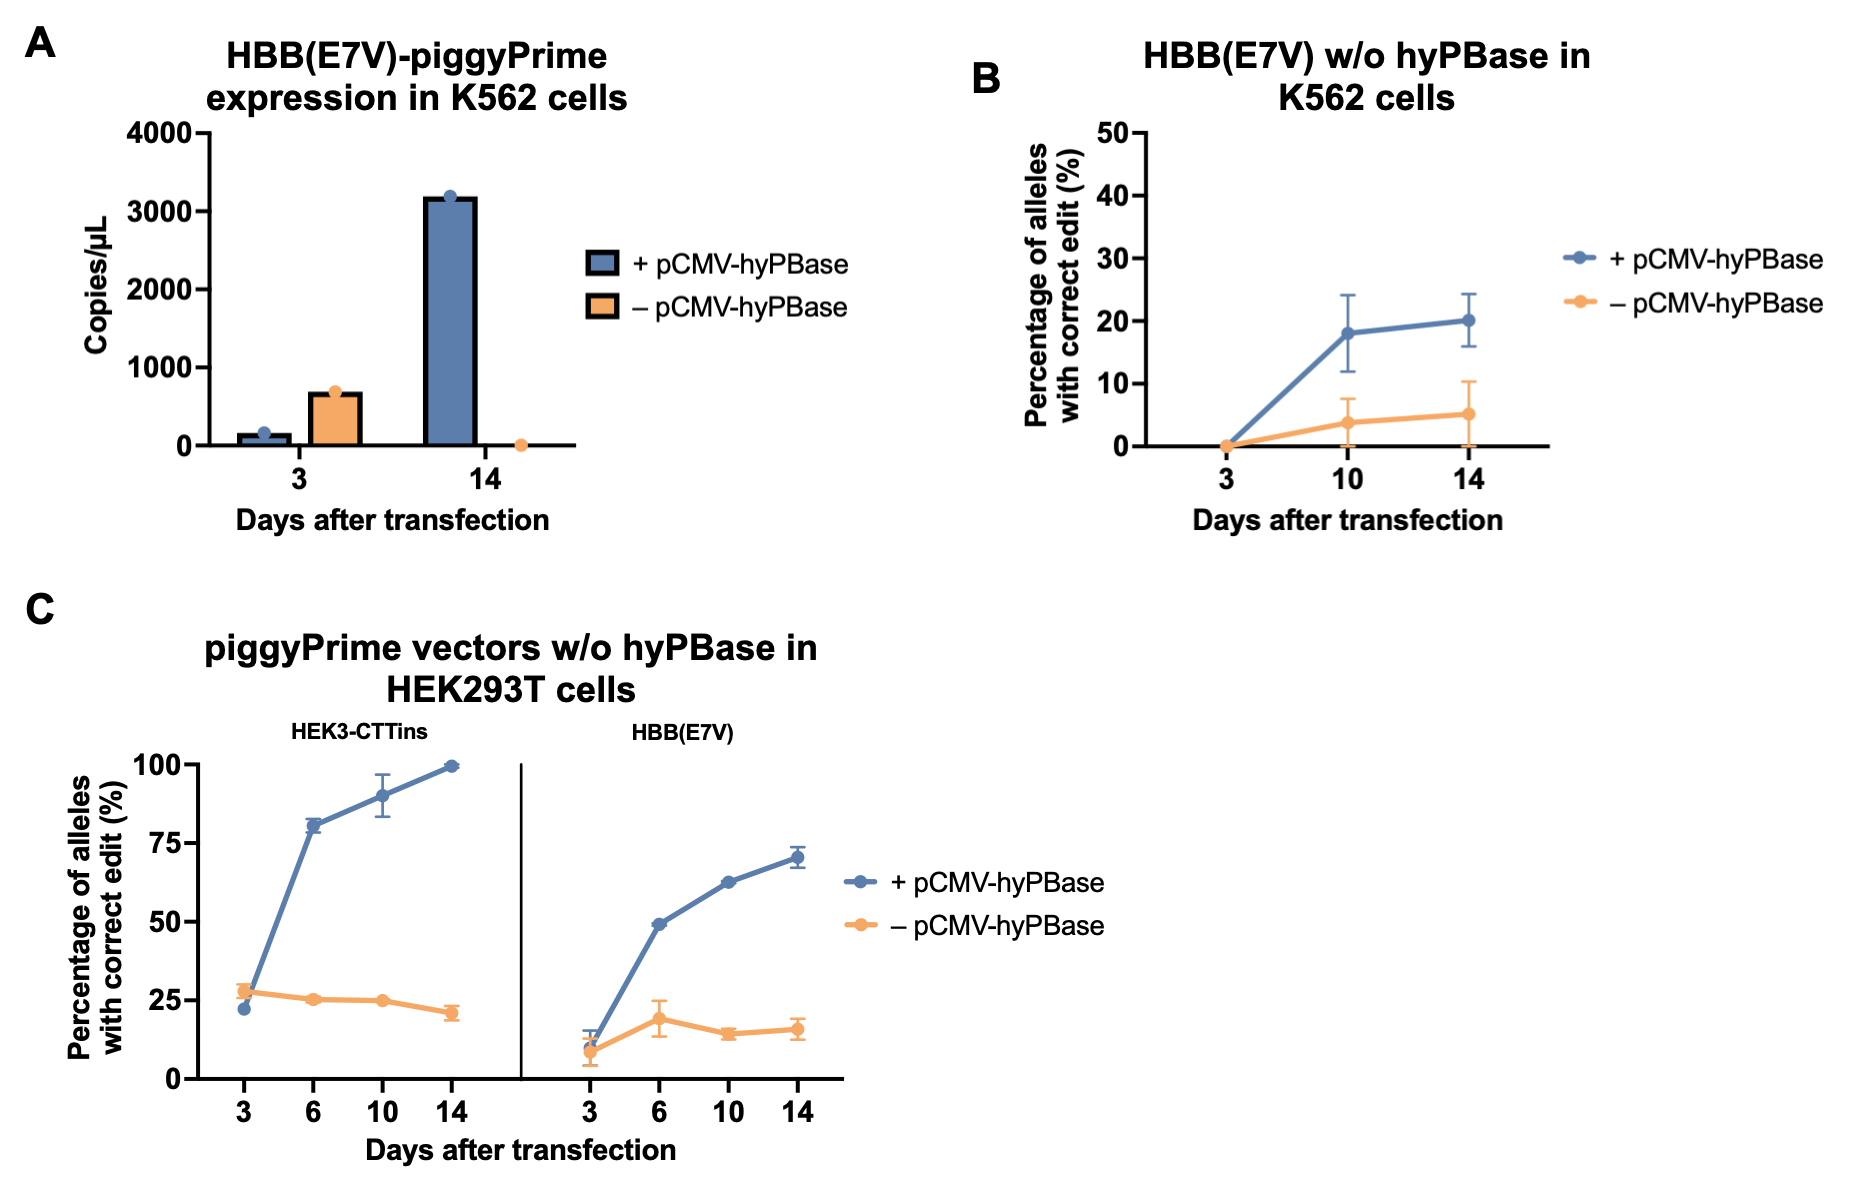 A
HBB(E7V)-piggyPrime
expression in K562 cells
4000
3000
2000
1000
0
Copies/µL
3
14
Days after transfection
+ pCMV-hyPBase
– pCMV-hyPBase
B
HBB(E7V) w/o hyPBase in
K562 cells
50
40
30
20
10
0
Percentage of alleles
with correct edit (%)
3
10
14
Days after transfection
+ pCMV-hyPBase
– pCMV-hyPBase
C
piggyPrime vectors w/o hyPBase in
HEK293T cells
HEK3-CTTins
HBB(E7V)
100
75
50
25
0
Percentage of alleles
with correct edit (%)
3
6
10
14
3
6
10
14
Days after transfection
+ pCMV-hyPBase
– pCMV-hyPBase